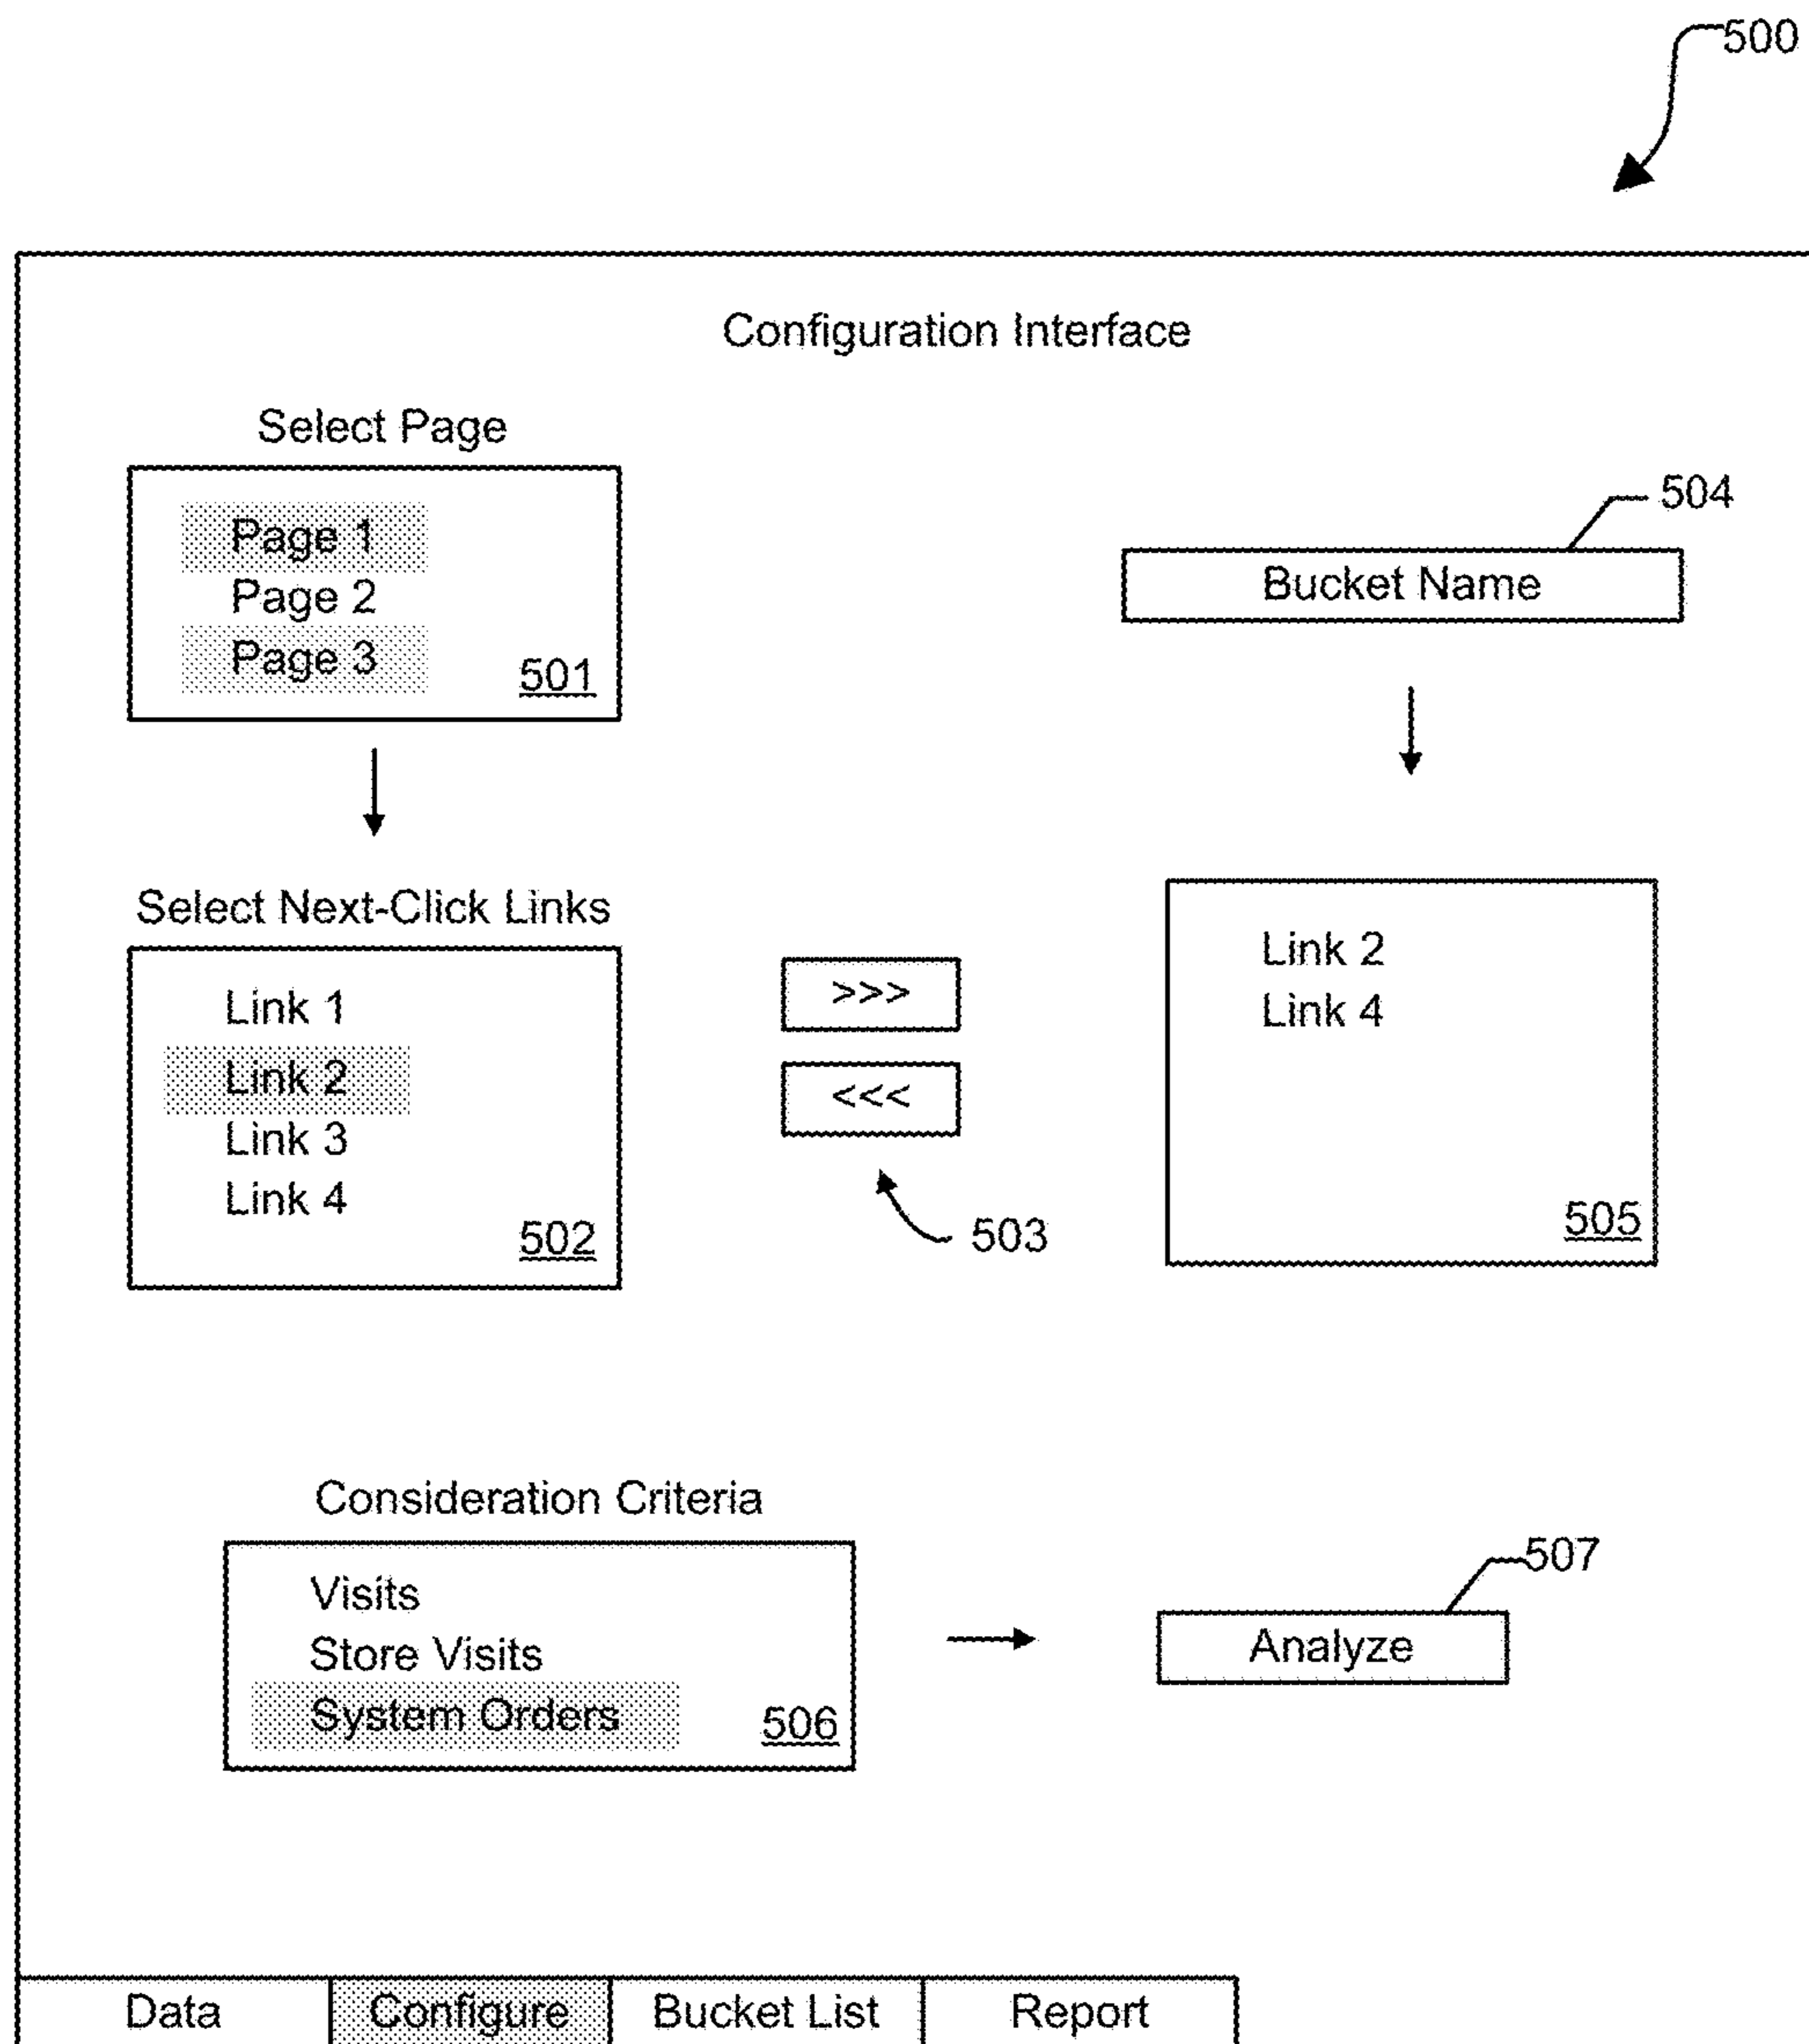 500
Configuration Interface
Select Page
Page 1
Page 2
Page 3
501
504
Bucket Name
Select Next-Click Links
Link 1
Link 2
Link 3
Link 4
502
>>>
<<<
503
Link 2
Link 4
505
Consideration Criteria
Visits
Store Visits
System Orders
506
507
Analyze
Data Configure Bucket List Report